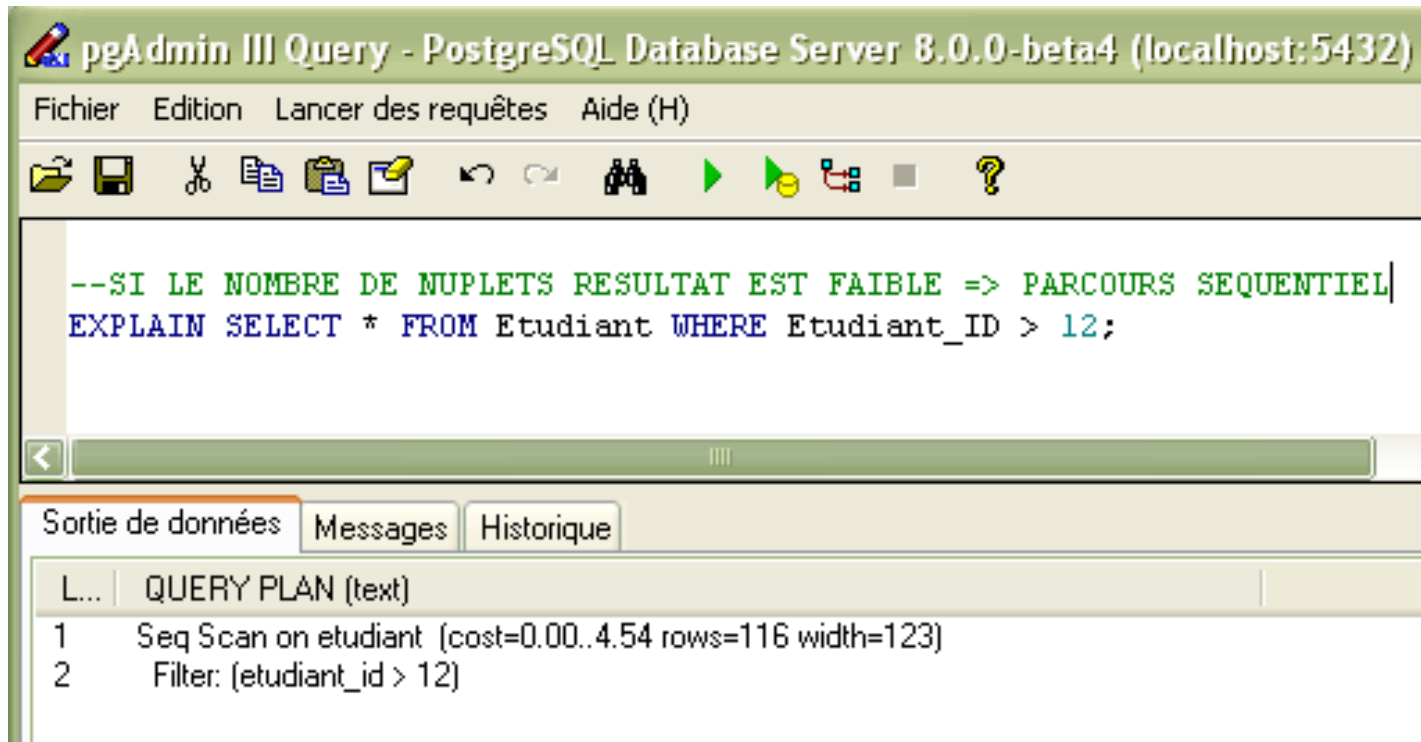 pgAdmin III Query - PostgreSQL Database Server 8.0.0-beta4 (localhost:5432)
Fichier Edition Lancer des requêtes Aide (H)
--SI LE NOMBRE DE NUPLETS RESULTAT EST FAIBLE => PARCOURS SEQUENTIEL
EXPLAIN SELECT * FROM Etudiant WHERE Etudiant_ID > 12;
Sortie de données Messages Historique
L... QUERY PLAN (text)
1 Seq Scan on etudiant (cost=0.00..4.54 rows=116 width=123)
2 Filter: (etudiant_id > 12)